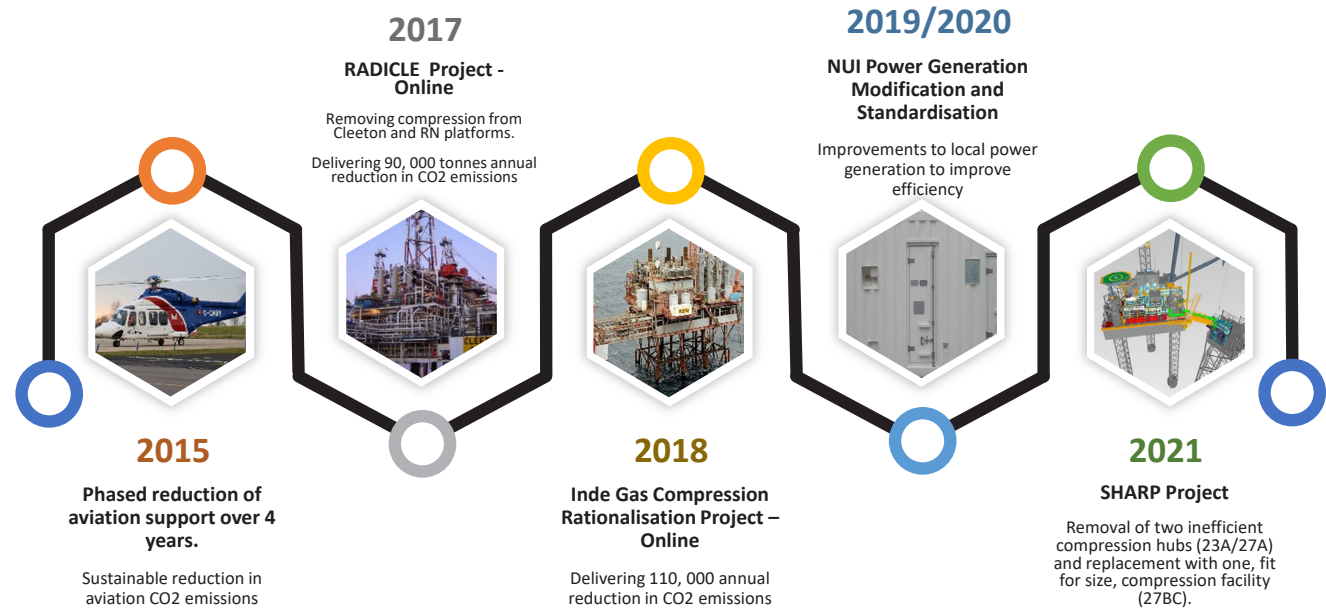 2015
Phased reduction of
aviation support over 4
years.
Sustainable reduction in
aviation CO2 emissions
2017
RADICLE  Project -
Online
Removing compression from
Cleeton and RN platforms.
Delivering 90, 000 tonnes annual
reduction in CO2 emissions
2018
Inde Gas Compression
Rationalisation Project –
Online
Delivering 110, 000 annual
reduction in CO2 emissions
2019/2020
NUI Power Generation
Modification and
Standardisation
Improvements to local power
generation to improve
efficiency
2021
SHARP Project
Removal of two inefficient
compression hubs (23A/27A)
and replacement with one, fit
for size, compression facility
(27BC).